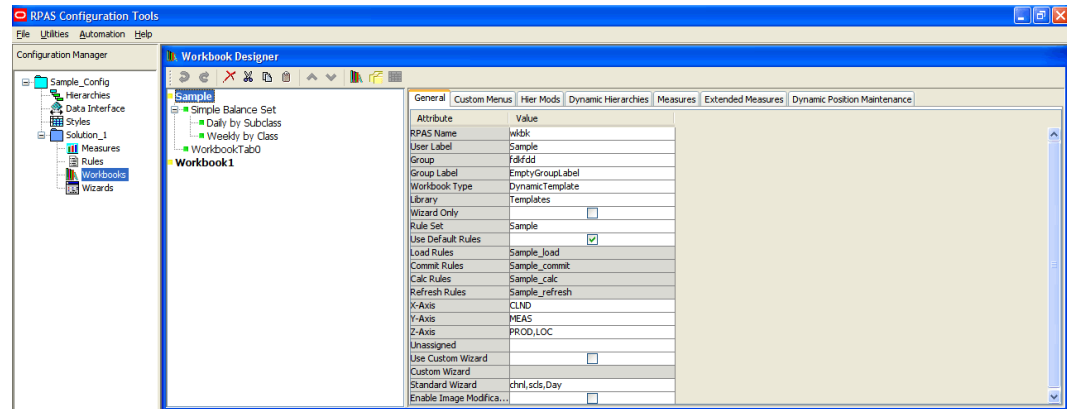 RPAS Configuration Tools
File Utilities Automation Help
Configuration Manager
Sample_Config
Hierarchies
Data Interface
Styles
Solution_1
Measures
Rules
Workbooks
Wizards
Workbook Designer
Sample
Simple Balance Set
Daily by Subclass
Weekly by Class
WorkbookTab0
Workbook1
General Custom Menus Hier Mods Dynamic Hierarchies Measures Extended Measures Dynamic Position Maintenance
Attribute Value
RPAS Name wkbk
User Label Sample
Group fdkfdd
Group Label EmptyGroupLabel
Workbook Type DynamicTemplate
Library Templates
Wizard Only
Rule Set Sample
Use Default Rules
Load Rules Sample_load
Commit Rules Sample_commit
Calc Rules Sample_calc
Refresh Rules Sample_refresh
X-Axis CLND
Y-Axis MEAS
Z-Axis PROD,LOC
Unassigned
Use Custom Wizard
Custom Wizard
Standard Wizard chnl,scls,Day
Enable Image Modifica...